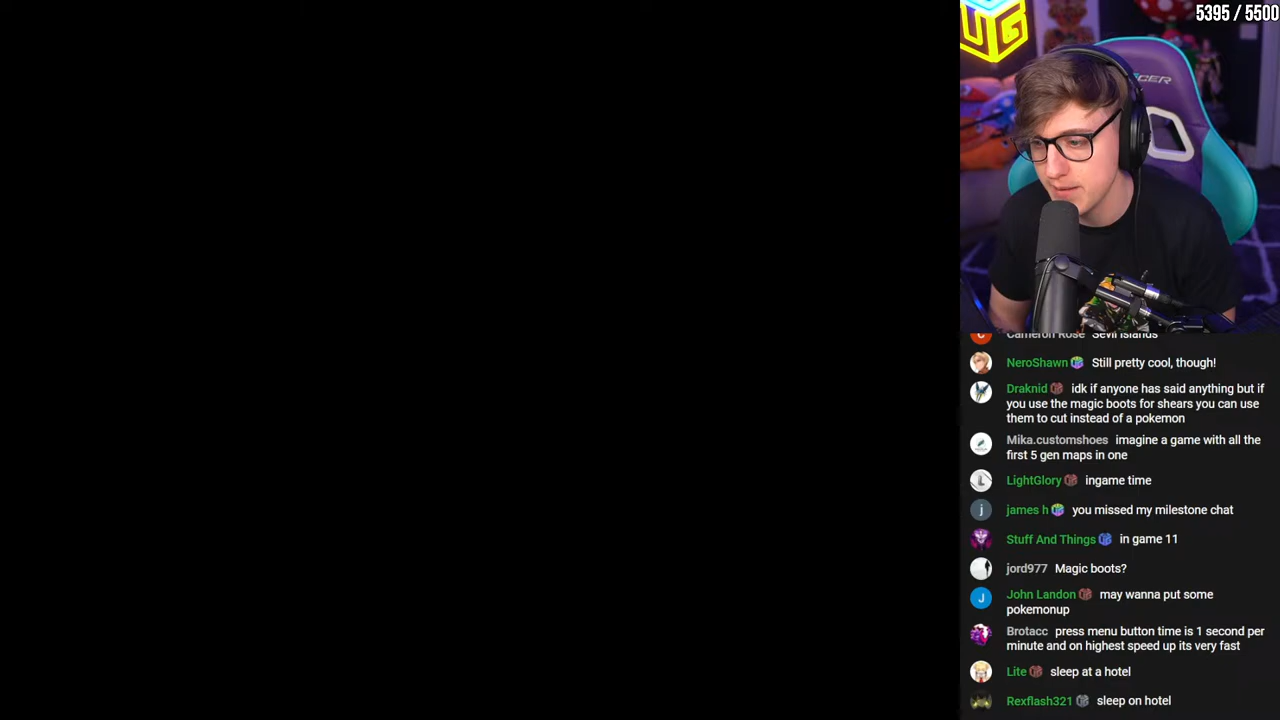 5395 / 5500
UG
Cameron Rose Sevii Islands
NeroShawn Still pretty cool, though!
Draknid idk if anyone has said anything but if
you use the magic boots for shears you can use
them to cut instead of a pokemon
Mika.customshoes imagine a game with all the
first 5 gen maps in one
LightGlory ingame time
j james h you missed my milestone chat
Stuff And Things in game 11
jord977 Magic boots?
J John Landon may wanna put some
pokemonup
Brotacc press menu button time is 1 second per
minute and on highest speed up its very fast
Lite sleep at a hotel
Rexflash321 sleep on hotel